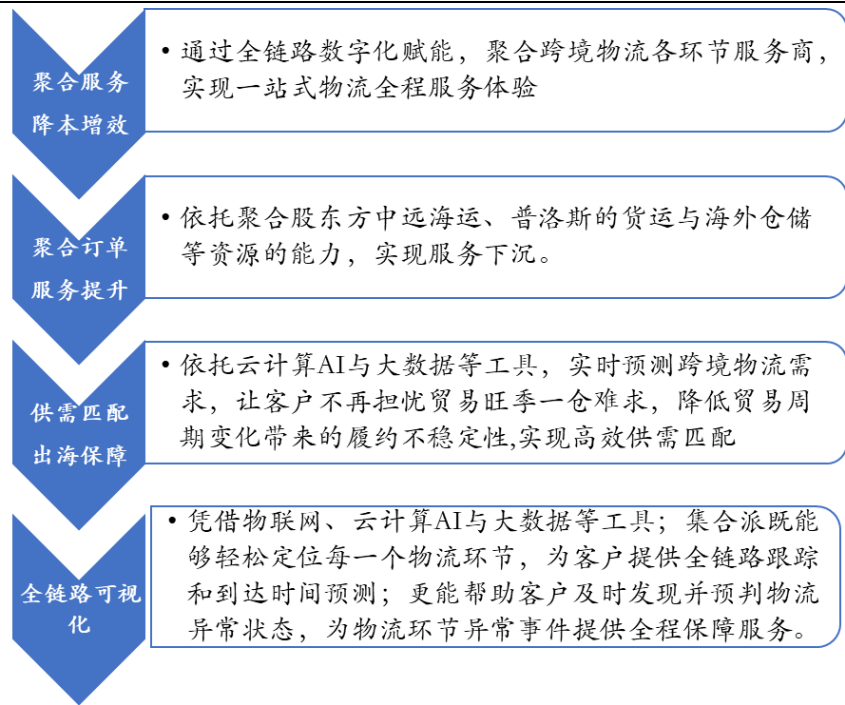 聚合服务
降本增效
• 通过全链路数字化赋能，聚合跨境物流各环节服务商，
实现一站式物流全程服务体验
聚合订单
服务提升
• 依托聚合股东方中远海运、普洛斯的货运与海外仓储
等资源的能力，实现服务下沉。
供需匹配
出海保障
• 依托云计算AI与大数据等工具，实时预测跨境物流需
求，让客户不再担忧贸易旺季一仓难求，降低贸易周
期变化带来的履约不稳定性,实现高效供需匹配
全链路可视
化
• 凭借物联网、云计算AI与大数据等工具；集合派既能
够轻松定位每一个物流环节，为客户提供全链路跟踪
和到达时间预测；更能帮助客户及时发现并预判物流
异常状态，为物流环节异常事件提供全程保障服务。